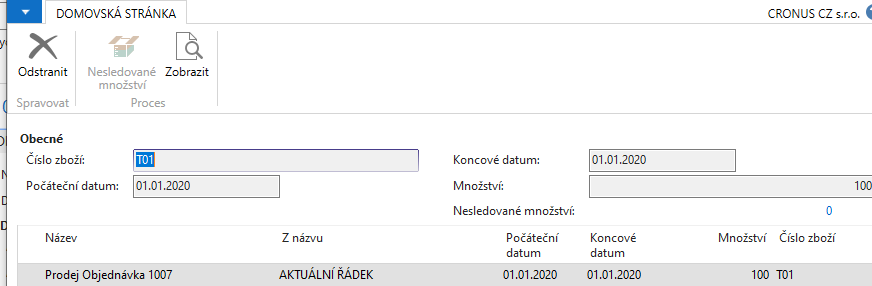 DOMOVSKÁ STRÁNKA
CRONUS CZ s.r.o.
Odstranit
Nesledované množství
Zobrazit
Spravovat
Proces
Obecné
Číslo zboží: T01
Koncové datum: 01.01.2020
Počáteční datum: 01.01.2020
Množství: 100
Nesledované množství: 0
Název Z názvu Počáteční datum Koncové datum Množství Číslo zboží
Prodej Objednávka 1007 AKTUÁLNÍ ŘÁDEK 01.01.2020 01.01.2020 100 T01